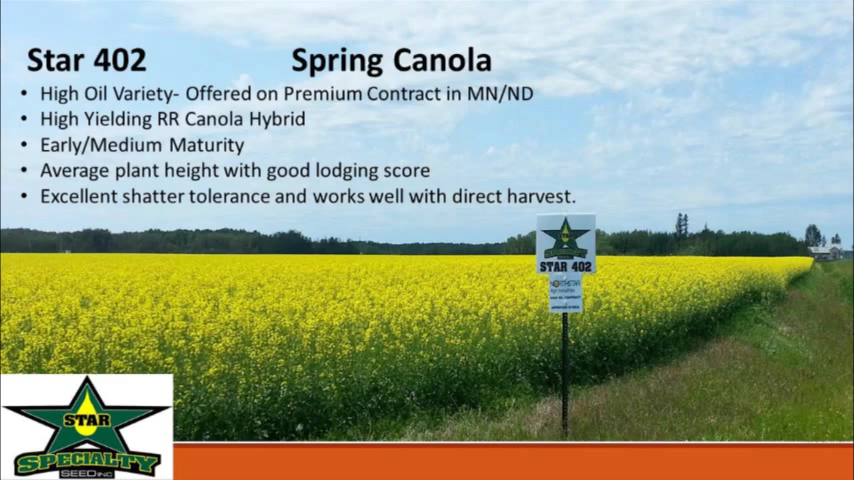 Star 402 Spring Canola
• High Oil Variety- Offered on Premium Contract in MN/ND
• High Yielding RR Canola Hybrid
• Early/Medium Maturity
• Average plant height with good lodging score
• Excellent shatter tolerance and works well with direct harvest.
STAR 402
NORTHSTAR
STAR
SPECIALTY
SEED INC